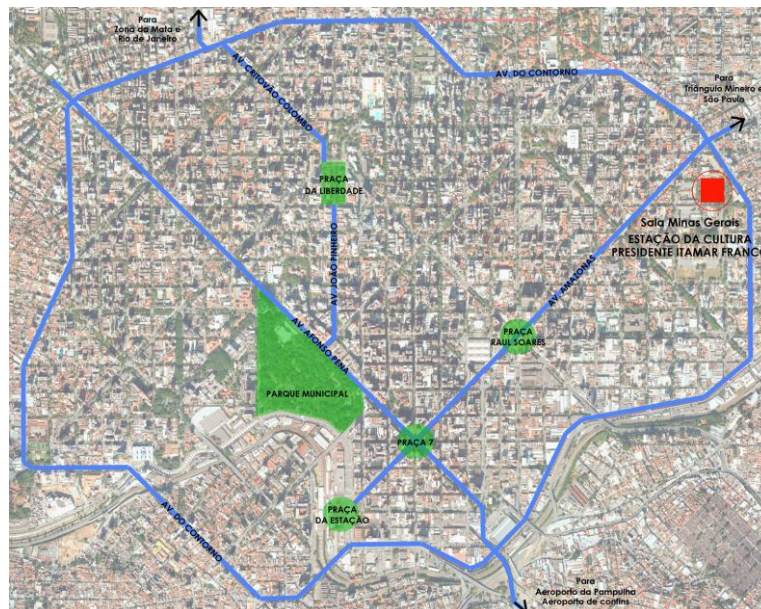 Para
Zona da Mata e
Rio de Janeiro
AV. CRITOVÃO COLOMBO
AV. DO CONTORNO
Para
Triângulo Mineiro e
São Paulo
PRAÇA
DA LIBERDADE
Sala Minas Gerais
ESTAÇÃO DA CULTURA
PRESIDENTE ITAMAR FRANCO
AV. JOÃO PINHEIRO
AV. AMAZONAS
AV. AFONSO PENA
PRAÇA
RAUL SOARES
PARQUE MUNICIPAL
PRAÇA 7
PRAÇA
DA ESTAÇÃO
AV. DO CONTORNO
Para
Aeroporto da Pampulha
Aeroporto de confins